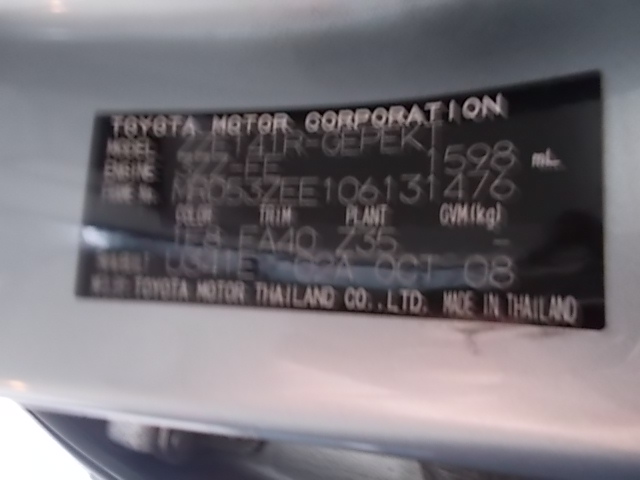 TOYOTA MOTOR CORPORATION
MODEL ZZE141R-GEPEKT
ENGINE 3ZZ-FE 1598 mL
FRAME No. MR053ZEE106131476
COLOR TRIM PLANT GVM(kg)
FA40 Z35 -
C2A OCT 08
TOYOTA MOTOR THAILAND CO.,LTD. MADE IN THAILAND